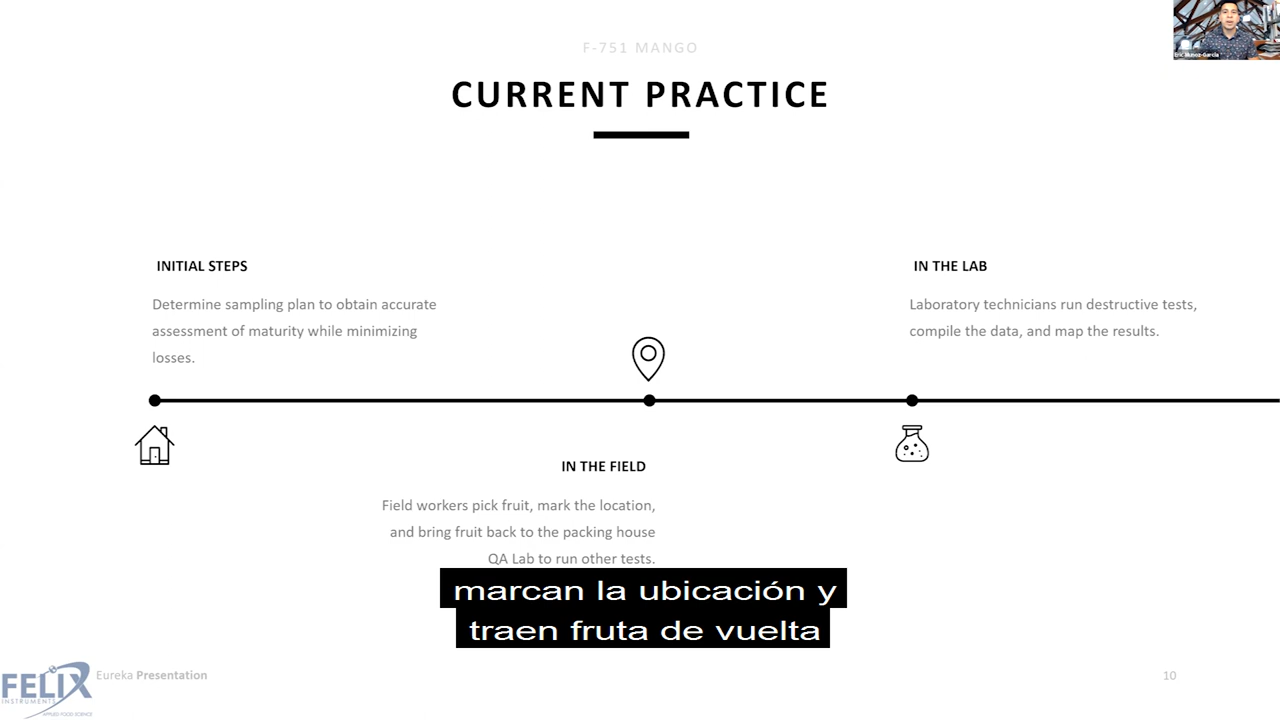 F-751 MANGO
CURRENT PRACTICE
INITIAL STEPS
Determine sampling plan to obtain accurate
assessment of maturity while minimizing
losses.
IN THE LAB
Laboratory technicians run destructive tests,
compile the data, and map the results.
IN THE FIELD
Field workers pick fruit, mark the location,
and bring fruit back to the packing house
QA Lab to run other tests.
marcan la ubicación y
traen fruta de vuelta
FELIX
INSTRUMENTS
APPLIED FOOD SCIENCE
Eureka Presentation
10